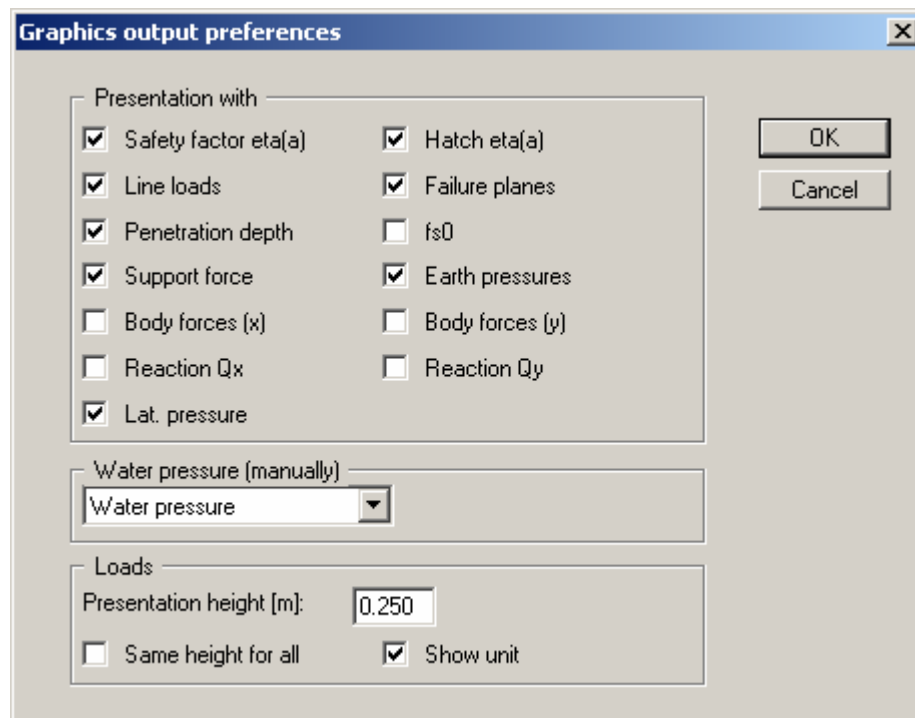 Graphics output preferences
Presentation with
Safety factor eta(a) Hatch eta(a)
Line loads Failure planes
Penetration depth fs0
Support force Earth pressures
Body forces (x) Body forces (y)
Reaction Qx Reaction Qy
Lat. pressure
OK
Cancel
Water pressure (manually)
Water pressure
Loads
Presentation height [m]: 0.250
Same height for all Show unit